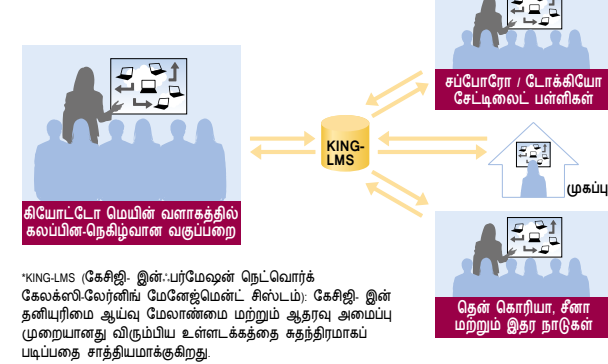 சப்போரோ / டோக்கியோ
சேட்டிலைட் பள்ளிகள்
KING-
LMS
முகப்பு
கியோட்டோ மெயின் வளாகத்தில்
கலப்பின-நெகிழ்வான வகுப்பறை
தென் கொரியா, சீனா
மற்றும் இதர நாடுகள்
*KING-LMS (கேசிஜி- இன்ஃபர்மேஷன் நெட்வொர்க்
கேலக்ஸி-லேர்னிங் மேனேஜ்மென்ட் சிஸ்டம்): கேசிஜி- இன்
தனியுரிமை ஆய்வு மேலாண்மை மற்றும் ஆதரவு அமைப்பு
முறையானது விரும்பிய உள்ளடக்கத்தை சுதந்திரமாகப்
படிப்பதை சாத்தியமாக்குகிறது.